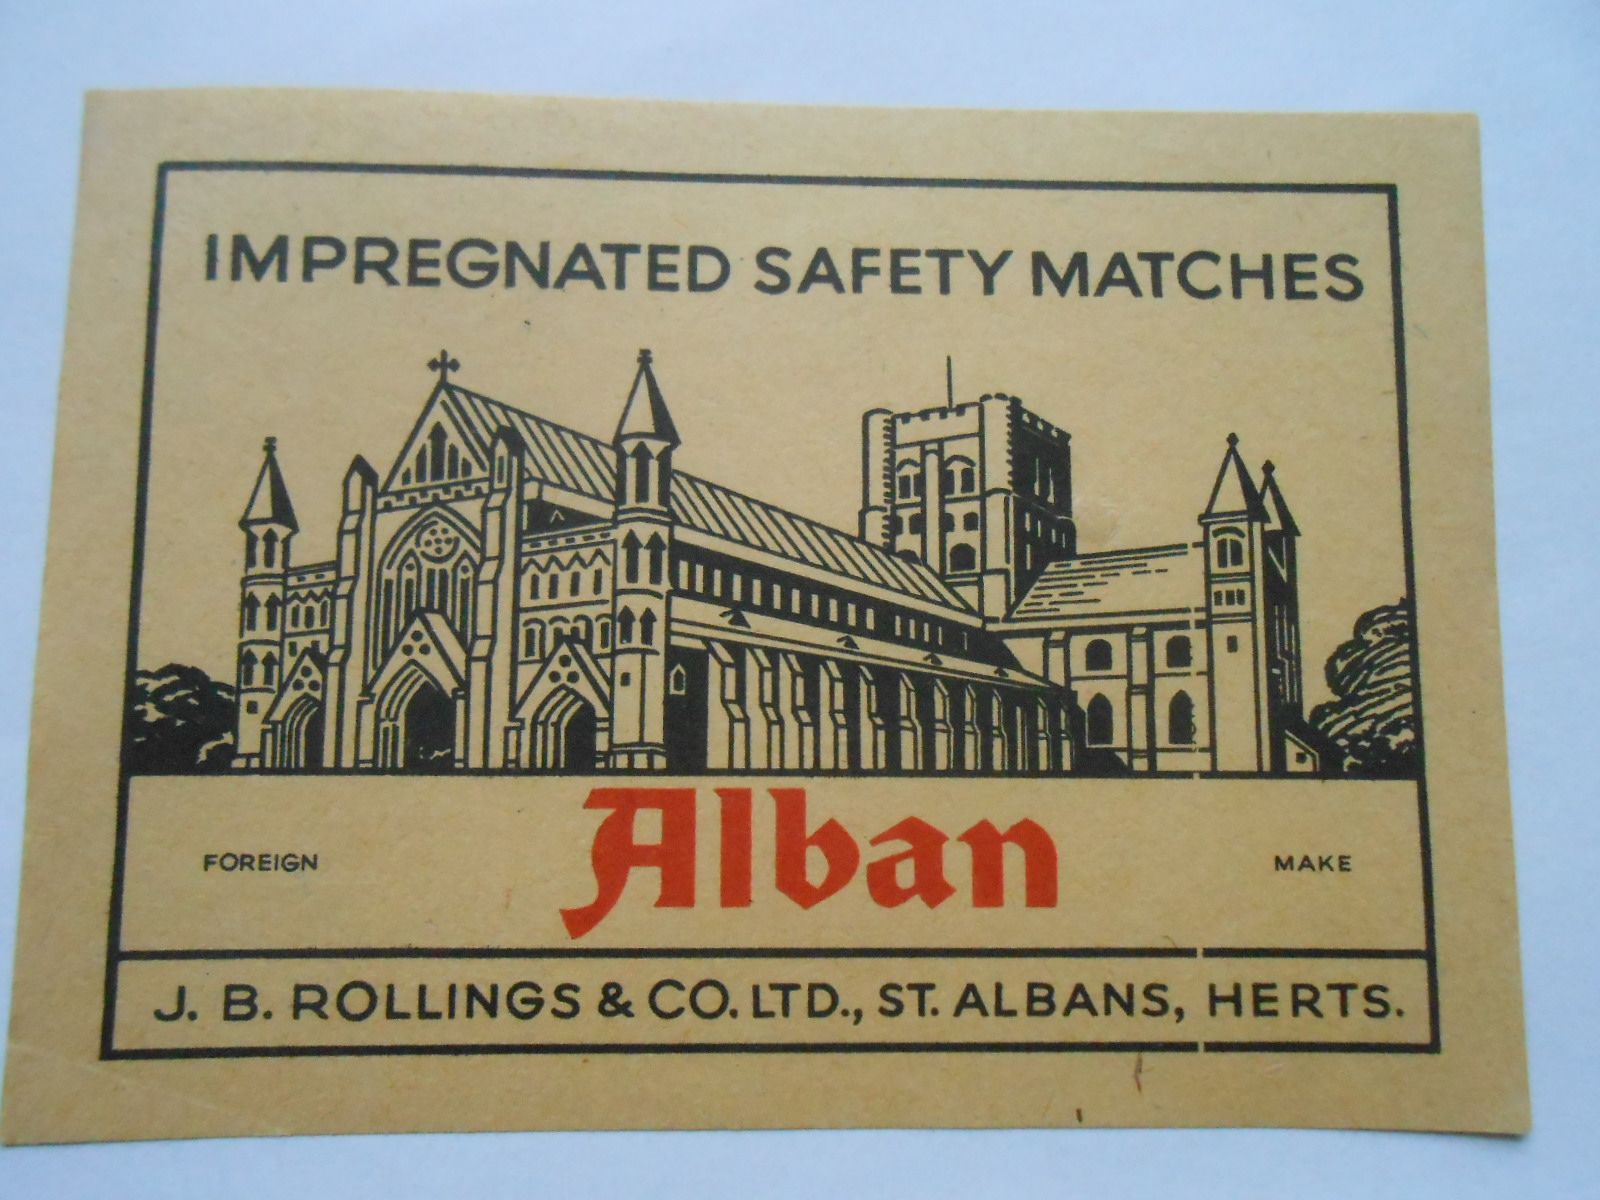 IMPREGNATED SAFETY MATCHES
Alban
FOREIGN MAKE
J. B. ROLLINGS & CO. LTD., ST. ALBANS, HERTS.